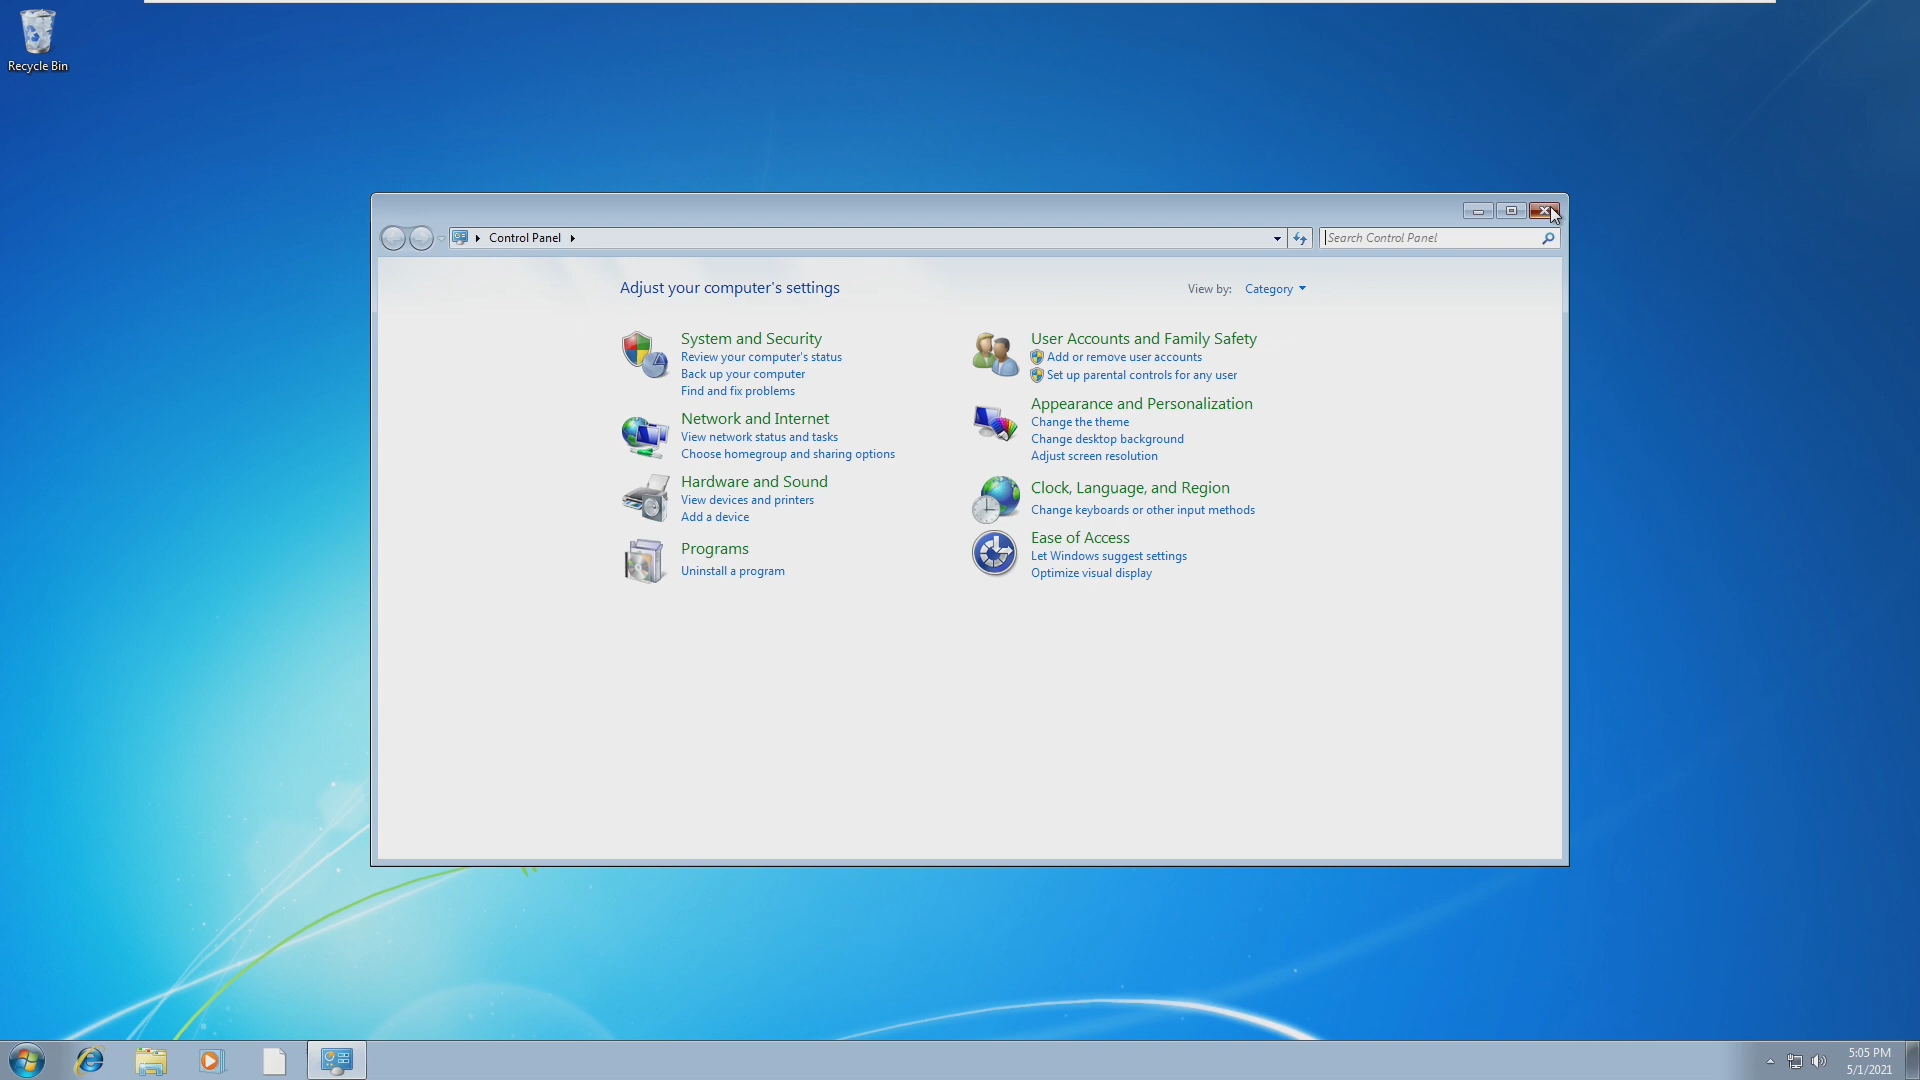 Recycle Bin
Control Panel
Search Control Panel
Adjust your computer's settings
View by: Category
System and Security
Review your computer's status
Back up your computer
Find and fix problems
Network and Internet
View network status and tasks
Choose homegroup and sharing options
Hardware and Sound
View devices and printers
Add a device
Programs
Uninstall a program
User Accounts and Family Safety
Add or remove user accounts
Set up parental controls for any user
Appearance and Personalization
Change the theme
Change desktop background
Adjust screen resolution
Clock, Language, and Region
Change keyboards or other input methods
Ease of Access
Let Windows suggest settings
Optimize visual display
5:05 PM
5/1/2021